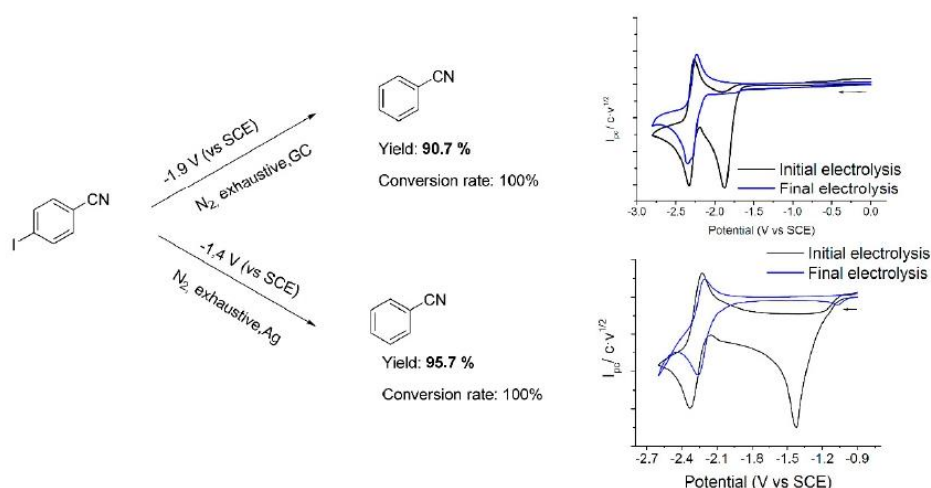 CN
I
-1.9 V (vs SCE)
N2, exhaustive,GC
CN
Yield: 90.7 %
Conversion rate: 100%
-1,4 V (vs SCE)
N2, exhaustive,Ag
CN
Yield: 95.7 %
Conversion rate: 100%
Ipc/ c·v1/2
Initial electrolysis
Final electrolysis
-3.0 -2.5 -2.0 -1.5 -1.0 -0.5 0.0
Potential (V vs SCE)
Initial electrolysis
Final electrolysis
Ipc/ c·v1/2
-2.7 -2.4 -2.1 -1.8 -1.5 -1.2 -0.9
Potential (V vs SCE)